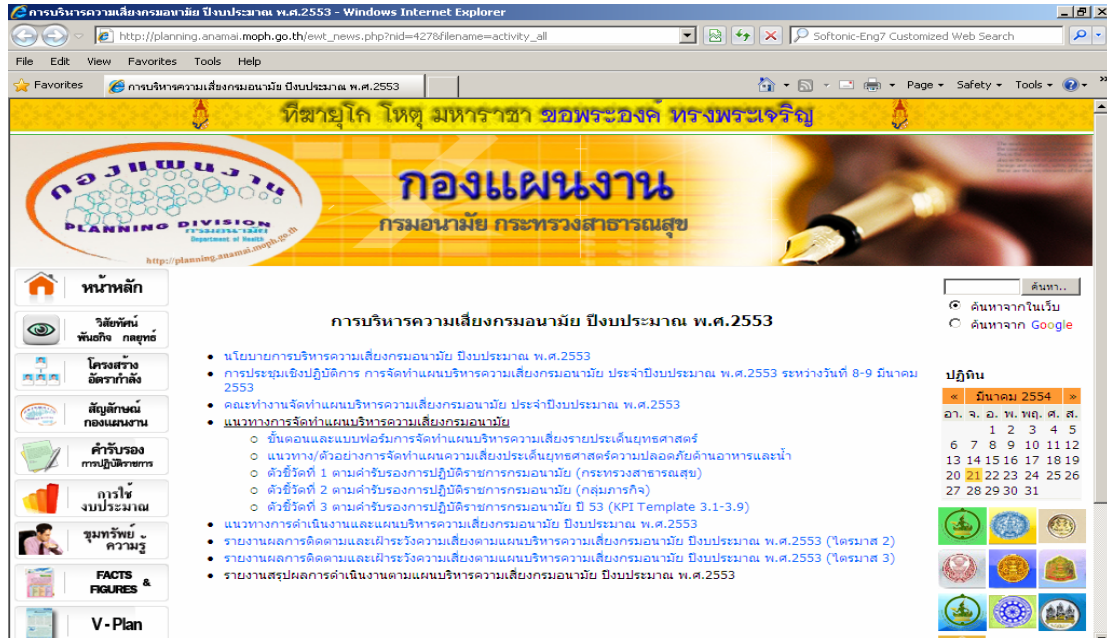 การบริหารความเสี่ยงกรมอนามัย ปีงบประมาณ พ.ศ.2553 - Windows Internet Explorer
http://planning.anamai.moph.go.th/ewt_news.php?nid=427&filename=activity_all
Softonic-Eng7 Customized Web Search
File Edit View Favorites Tools Help
Favorites
การบริหารความเสี่ยงกรมอนามัย ปีงบประมาณ พ.ศ.2553
Page Safety Tools
ทีฆายุโก โหตุ มหาราชา ขอพระองค์ ทรงพระเจริญ
กองแผนงาน
PLANNING DIVISION
กรมอนามัย
Department of Health
http://planning.anamai.moph.go.th
กองแผนงาน
กรมอนามัย กระทรวงสาธารณสุข
หน้าหลัก
วิสัยทัศน์
พันธกิจ กลยุทธ์
โครงสร้าง
อัตรากำลัง
สัญลักษณ์
กองแผนงาน
คำรับรอง
การปฏิบัติราชการ
การใช้
งบประมาณ
ขุมทรัพย์
ความรู้
FACTS &
FIGURES
V - Plan
การบริหารความเสี่ยงกรมอนามัย ปีงบประมาณ พ.ศ.2553
• นโยบายการบริหารความเสี่ยงกรมอนามัย ปีงบประมาณ พ.ศ.2553
• การประชุมเชิงปฏิบัติการ การจัดทำแผนบริหารความเสี่ยงกรมอนามัย ประจำปีงบประมาณ พ.ศ.2553 ระหว่างวันที่ 8-9 มีนาคม
2553
• คณะทำงานจัดทำแผนบริหารความเสี่ยงกรมอนามัย ประจำปีงบประมาณ พ.ศ.2553
• แนวทางการจัดทำแผนบริหารความเสี่ยงกรมอนามัย
o ขั้นตอนและแบบฟอร์มการจัดทำแผนบริหารความเสี่ยงรายประเด็นยุทธศาสตร์
o แนวทาง/ตัวอย่างการจัดทำแผนความเสี่ยงประเด็นยุทธศาสตร์ความปลอดภัยด้านอาหารและน้ำ
o ตัวชี้วัดที่ 1 ตามคำรับรองการปฏิบัติราชการกรมอนามัย (กระทรวงสาธารณสุข)
o ตัวชี้วัดที่ 2 ตามคำรับรองการปฏิบัติราชการกรมอนามัย (กลุ่มภารกิจ)
o ตัวชี้วัดที่ 3 ตามคำรับรองการปฏิบัติราชการกรมอนามัย ปี 53 (KPI Template 3.1-3.9)
• แนวทางการดำเนินงานและแผนบริหารความเสี่ยงกรมอนามัย ปีงบประมาณ พ.ศ.2553
• รายงานผลการติดตามและเฝ้าระวังความเสี่ยงตามแผนบริหารความเสี่ยงกรมอนามัย ปีงบประมาณ พ.ศ.2553 (ไตรมาส 2)
• รายงานผลการติดตามและเฝ้าระวังความเสี่ยงตามแผนบริหารความเสี่ยงกรมอนามัย ปีงบประมาณ พ.ศ.2553 (ไตรมาส 3)
• รายงานสรุปผลการดำเนินงานตามแผนบริหารความเสี่ยงกรมอนามัย ปีงบประมาณ พ.ศ.2553
ค้นหา..
ค้นหาจากในเว็บ
ค้นหาจาก Google
ปฏิทิน
« มีนาคม 2554 »
อา. จ. อ. พ. พฤ. ศ. ส.
1 2 3 4 5
6 7 8 9 10 11 12
13 14 15 16 17 18 19
20 21 22 23 24 25 26
27 28 29 30 31